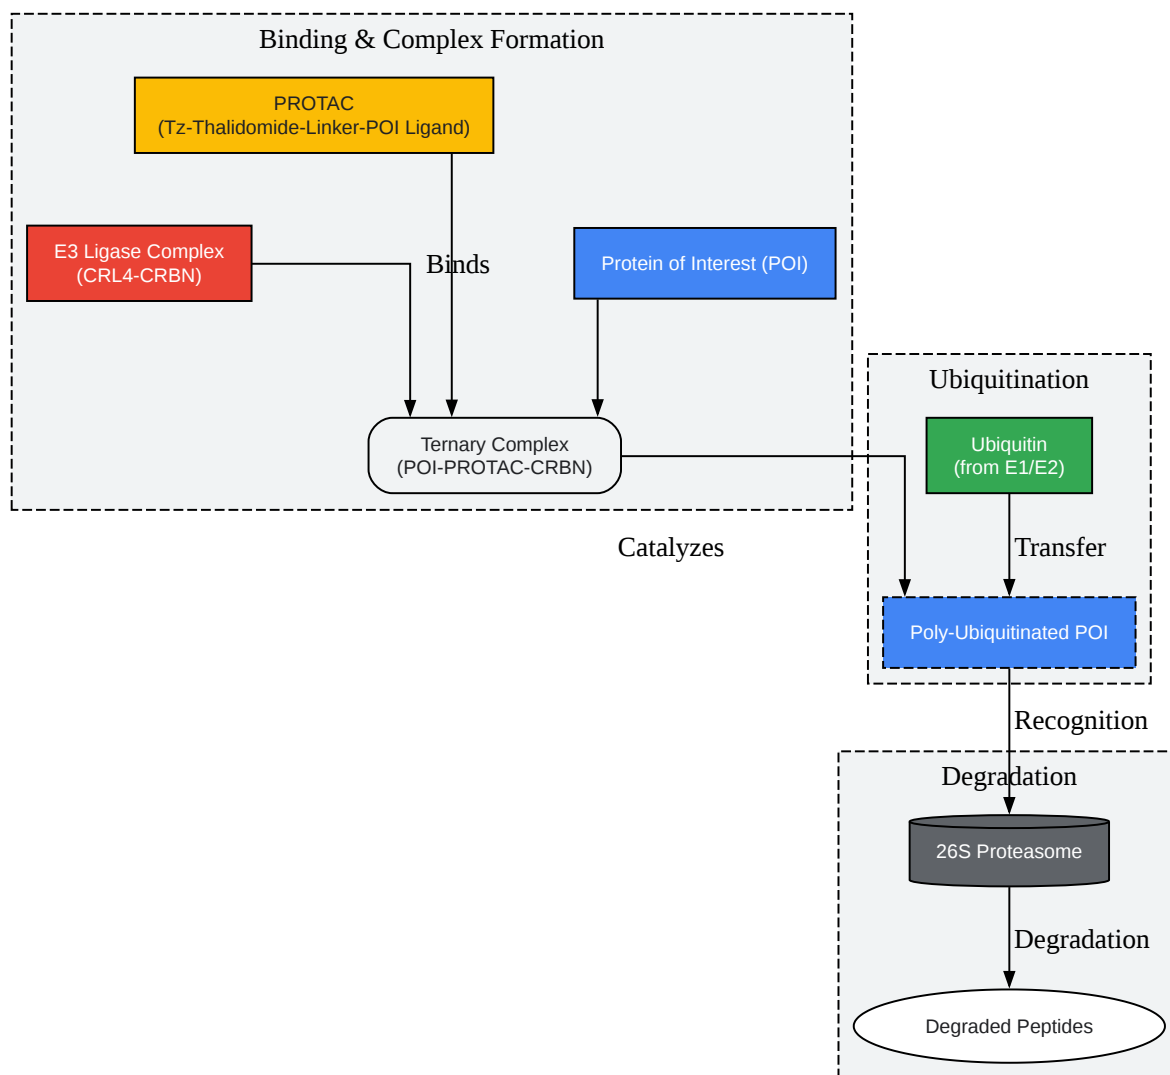 Binding & Complex Formation
PROTAC
(Tz-Thalidomide-Linker-POI Ligand)
E3 Ligase Complex
(CRL4-CRBN)
Binds
Protein of Interest (POI)
Ternary Complex
(POI-PROTAC-CRBN)
Catalyzes
Ubiquitination
Ubiquitin
(from E1/E2)
Transfer
Poly-Ubiquitinated POI
Recognition
Degradation
26S Proteasome
Degradation
Degraded Peptides